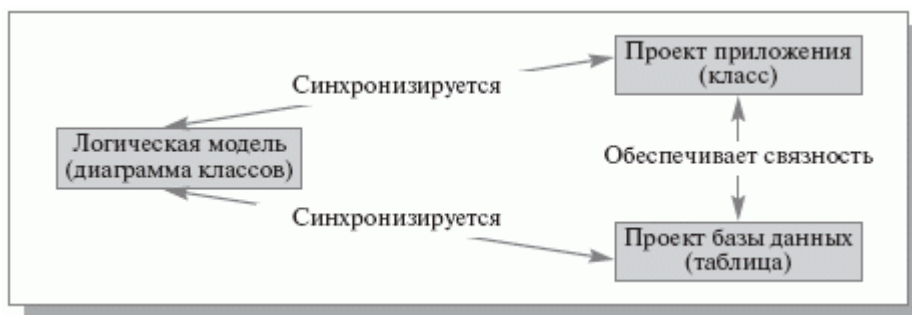 Проект приложения
(класс)
Синхронизируется
Логическая модель
(диаграмма классов)
Обеспечивает связность
Синхронизируется
Проект базы данных
(таблица)